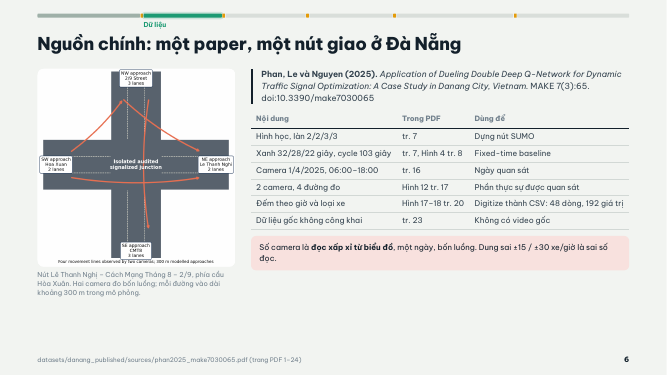 Dữ liệu
Nguồn chính: một paper, một nút giao ở Đà Nẵng
NW approach
2/9 Street
3 lanes
SW approach
Hoa Xuan
2 lanes
Isolated audited
signalized junction
NE approach
Le Thanh Nghi
2 lanes
SE approach
CMT8
3 lanes
Four movement lines observed by two cameras; 300 m modelled approaches
Nút Lê Thanh Nghị – Cách Mạng Tháng 8 – 2/9, phía cầu
Hòa Xuân. Hai camera đo bốn luồng; mỗi đường vào dài
khoảng 300 m trong mô phỏng.
Phan, Le và Nguyen (2025). Application of Dueling Double Deep Q-Network for Dynamic
Traffic Signal Optimization: A Case Study in Danang City, Vietnam. MAKE 7(3):65.
doi:10.3390/make7030065
Nội dung Trong PDF Dùng để
Hình học, làn 2/2/3/3 tr. 7 Dựng nút SUMO
Xanh 32/28/22 giây, cycle 103 giây tr. 7, Hình 4 tr. 8 Fixed-time baseline
Camera 1/4/2025, 06:00–18:00 tr. 16 Ngày quan sát
2 camera, 4 đường đo Hình 12 tr. 17 Phần thực sự được quan sát
Đếm theo giờ và loại xe Hình 17–18 tr. 20 Digitize thành CSV: 48 dòng, 192 giá trị
Dữ liệu gốc không công khai tr. 23 Không có video gốc
Số camera là đọc xấp xỉ từ biểu đồ, một ngày, bốn luồng. Dung sai ±15 / ±30 xe/giờ là sai số
đọc.
datasets/danang_published/sources/phan2025_make7030065.pdf (trang PDF 1–24)
6